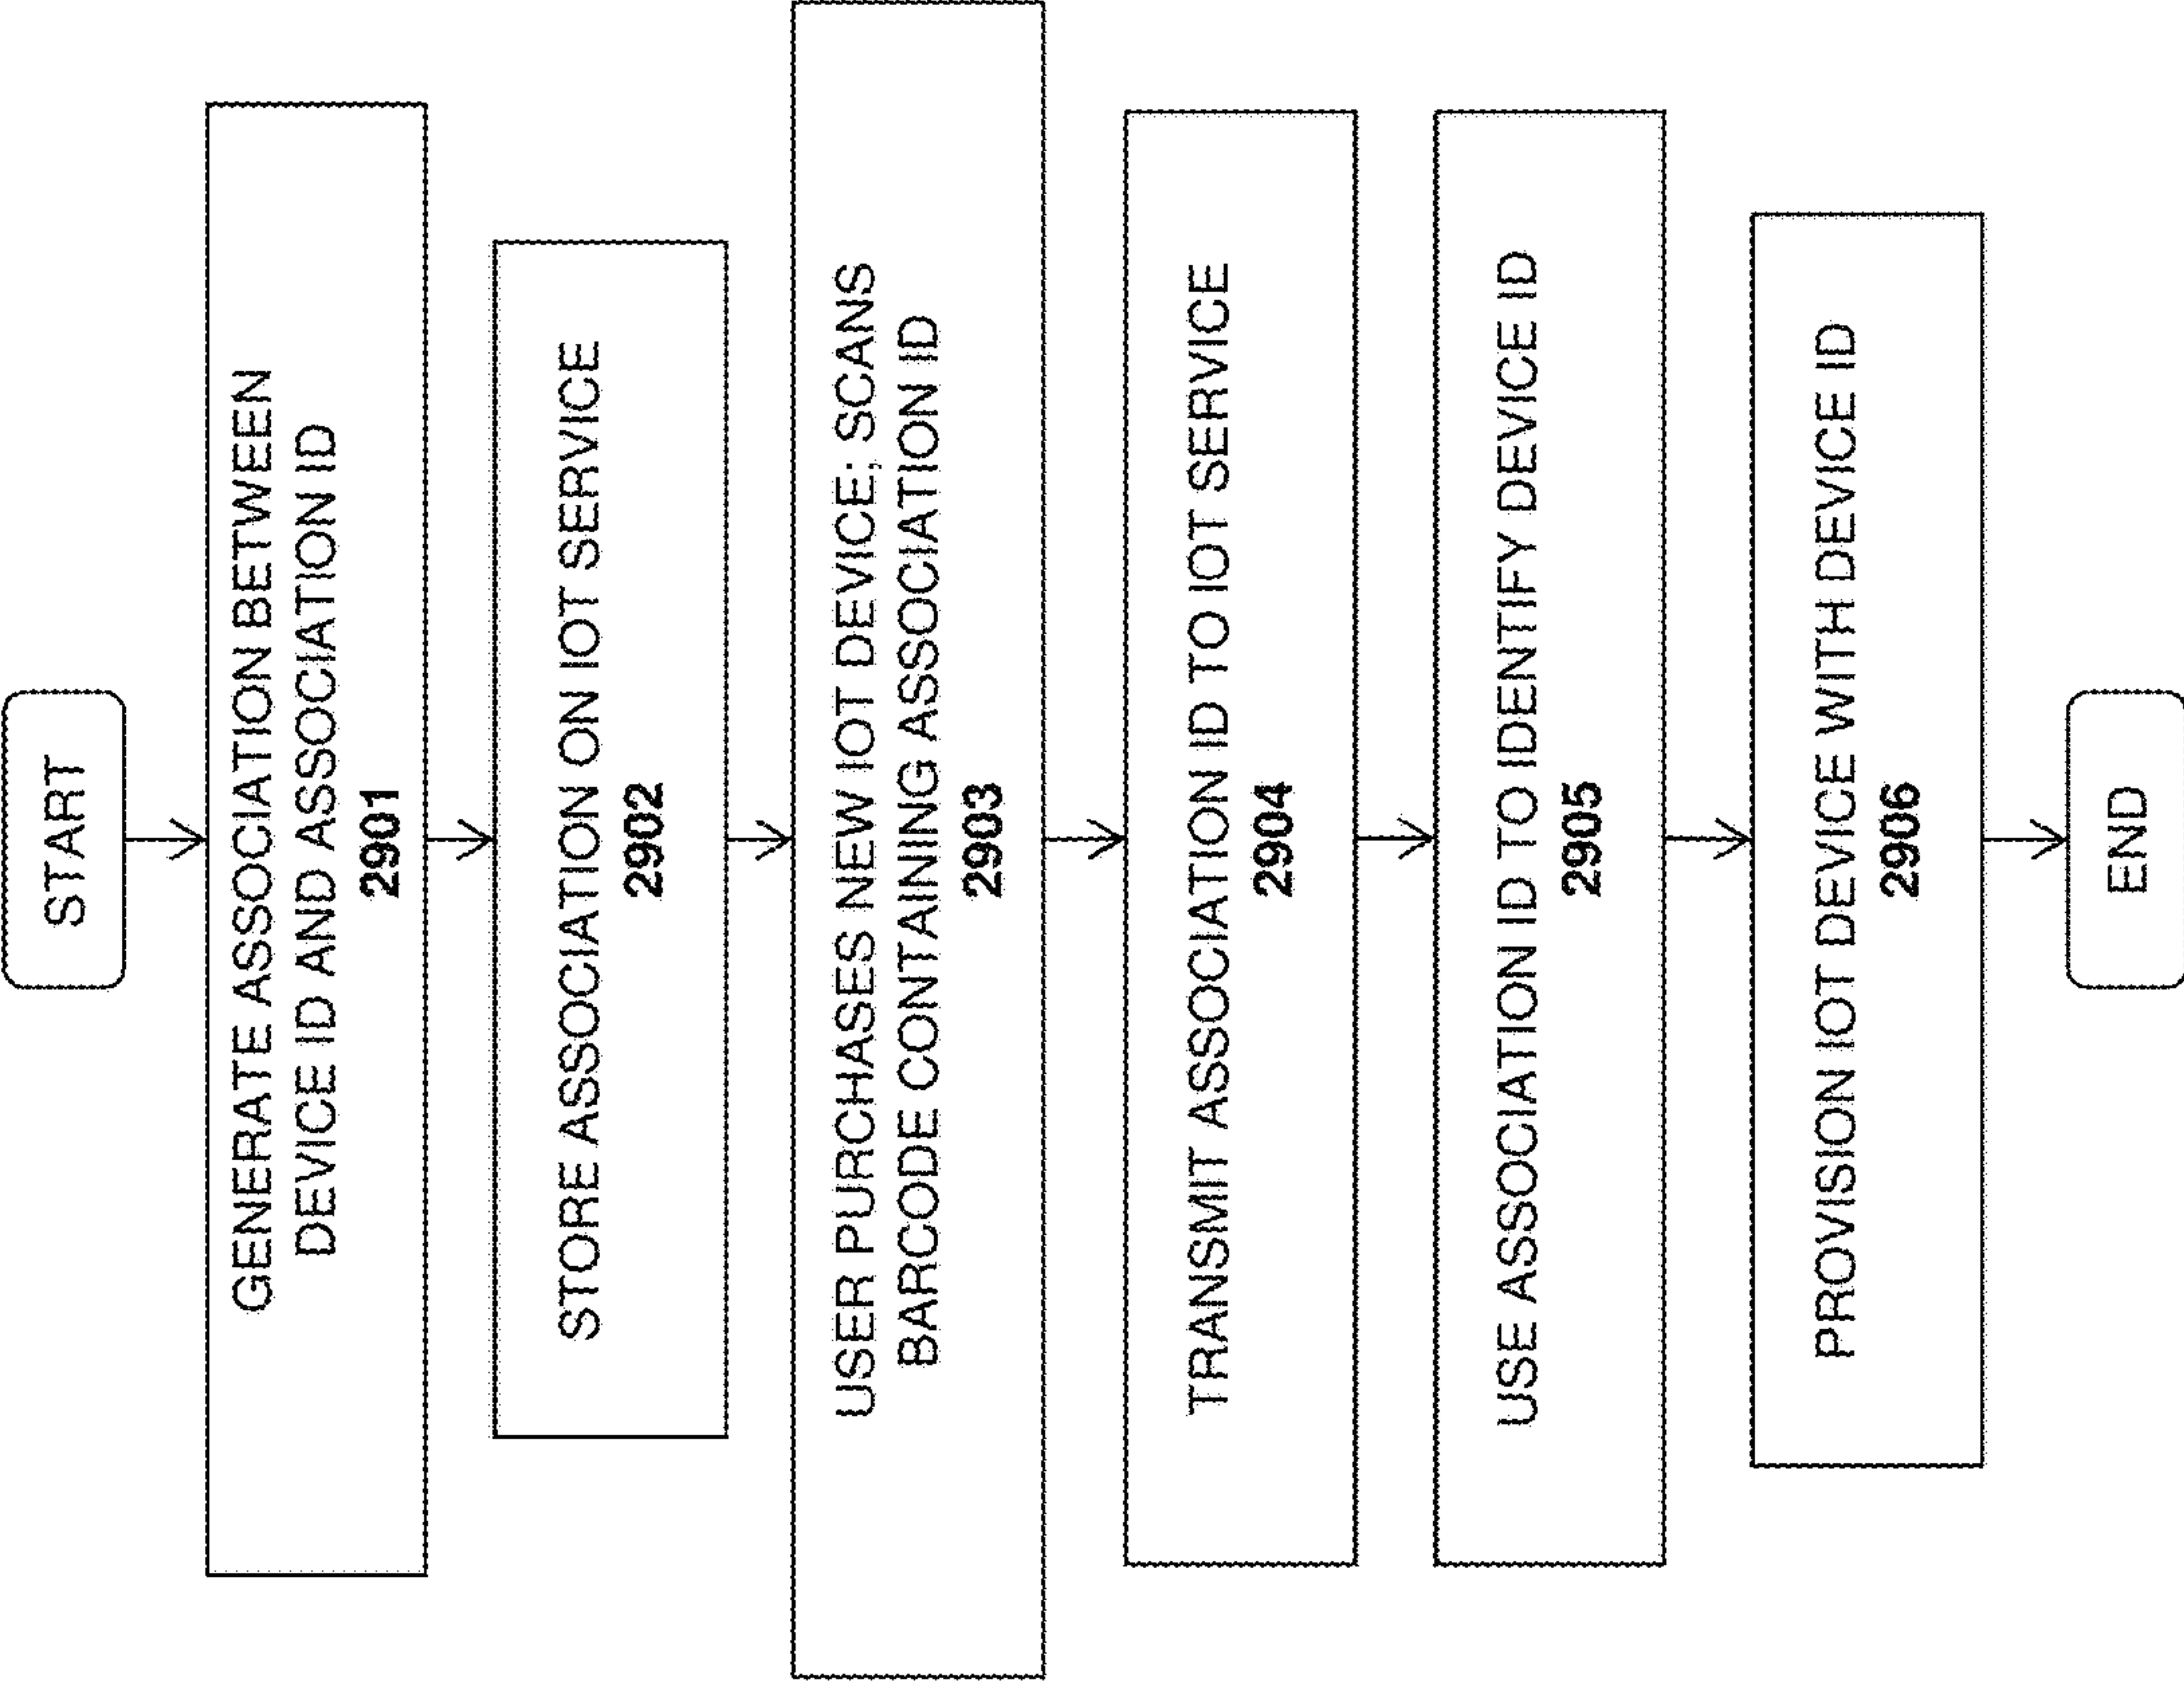 START
GENERATE ASSOCIATION BETWEEN
DEVICE ID AND ASSOCIATION ID
2901
STORE ASSOCIATION ON IOT SERVICE
2902
USER PURCHASES NEW IOT DEVICE; SCANS
BARCODE CONTAINING ASSOCIATION ID
2903
TRANSMIT ASSOCIATION ID TO IOT SERVICE
2904
USE ASSOCIATION ID TO IDENTIFY DEVICE ID
2905
PROVISION IOT DEVICE WITH DEVICE ID
2906
END